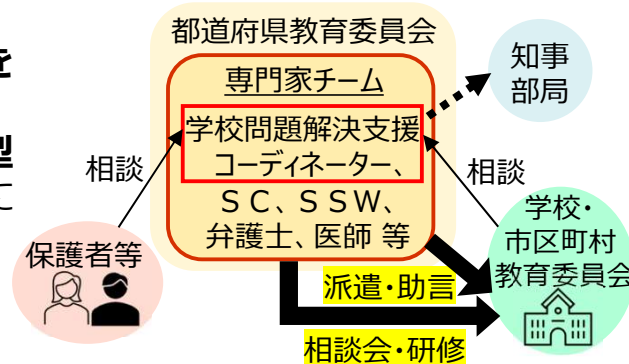 都道府県教育委員会
専門家チーム
学校問題解決支援
コーディネーター、
ＳＣ、ＳＳＷ、
弁護士、医師 等
知事
部局
相談
相談
保護者等
学校・
市区町村
教育委員会
派遣・助言
相談会・研修
を
型
に